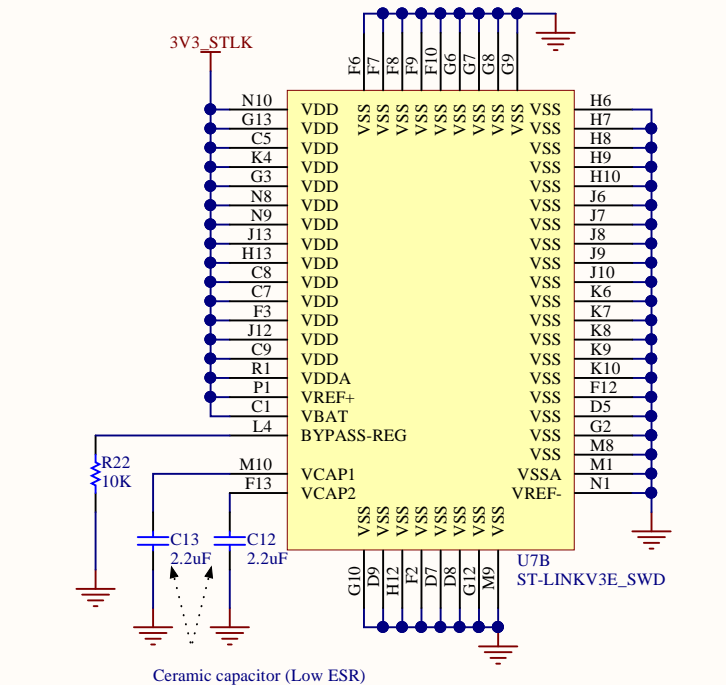 3V3_STLK
F6 F7 F8 F9 F10 G6 G7 G8 G9
VSS VSS VSS VSS VSS VSS VSS VSS VSS
N10 VDD VSS H6
G13 VDD VSS H7
C5 VDD VSS H8
K4 VDD VSS H9
G3 VDD VSS H10
N8 VDD VSS J6
N9 VDD VSS J7
J13 VDD VSS J8
H13 VDD VSS J9
C8 VDD VSS J10
C7 VDD VSS K6
F3 VDD VSS K7
J12 VDD VSS K8
C9 VDD VSS K9
R1 VDDA VSS K10
P1 VREF+ VSS F12
C1 VBAT VSS D5
L4 BYPASS-REG VSS G2
VSS M8
M10 VCAP1 VSSA M1
F13 VCAP2 VREF- N1
R22
10K
VSS VSS VSS VSS VSS VSS VSS VSS
G10 D9 H12 F2 D7 D8 G12 M9
C13
2.2uF
C12
2.2uF
U7B
ST-LINKV3E_SWD
Ceramic capacitor (Low ESR)